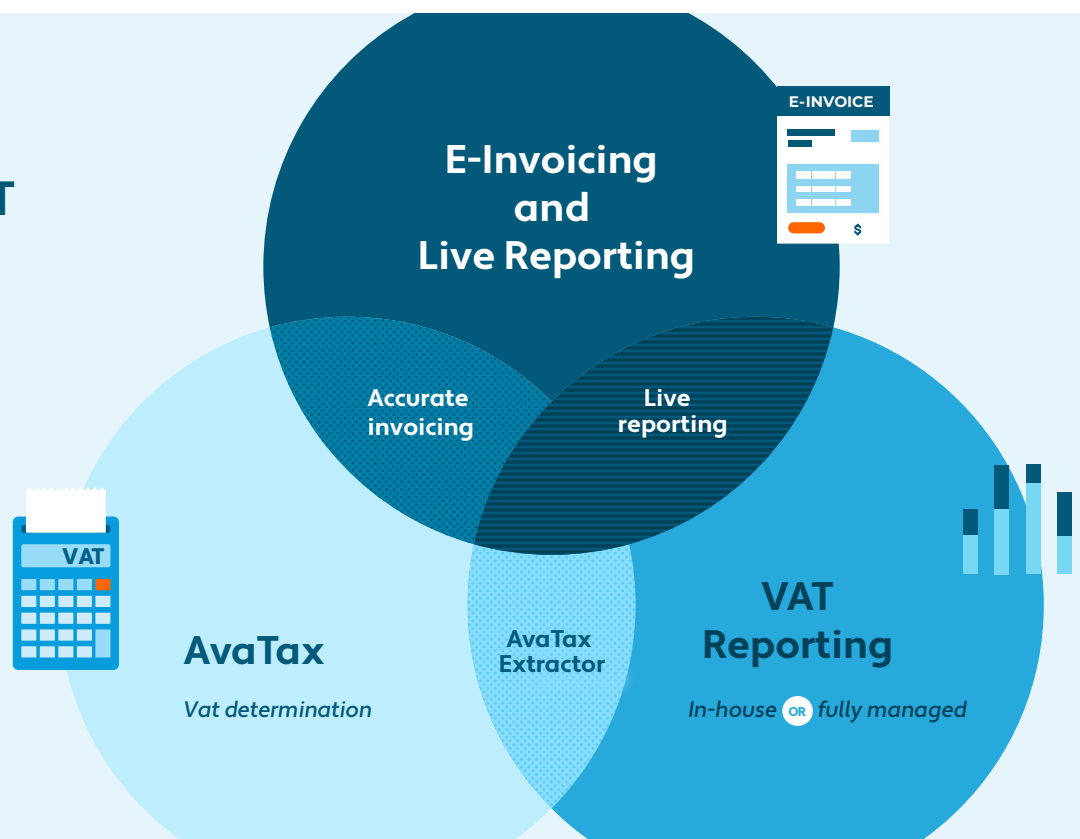 E-INVOICE
$
E-Invoicing
and
Live Reporting
T
Accurate
invoicing
Live
reporting
VAT
AvaTax
Vat determination
AvaTax
Extractor
VAT
Reporting
In-house OR fully managed